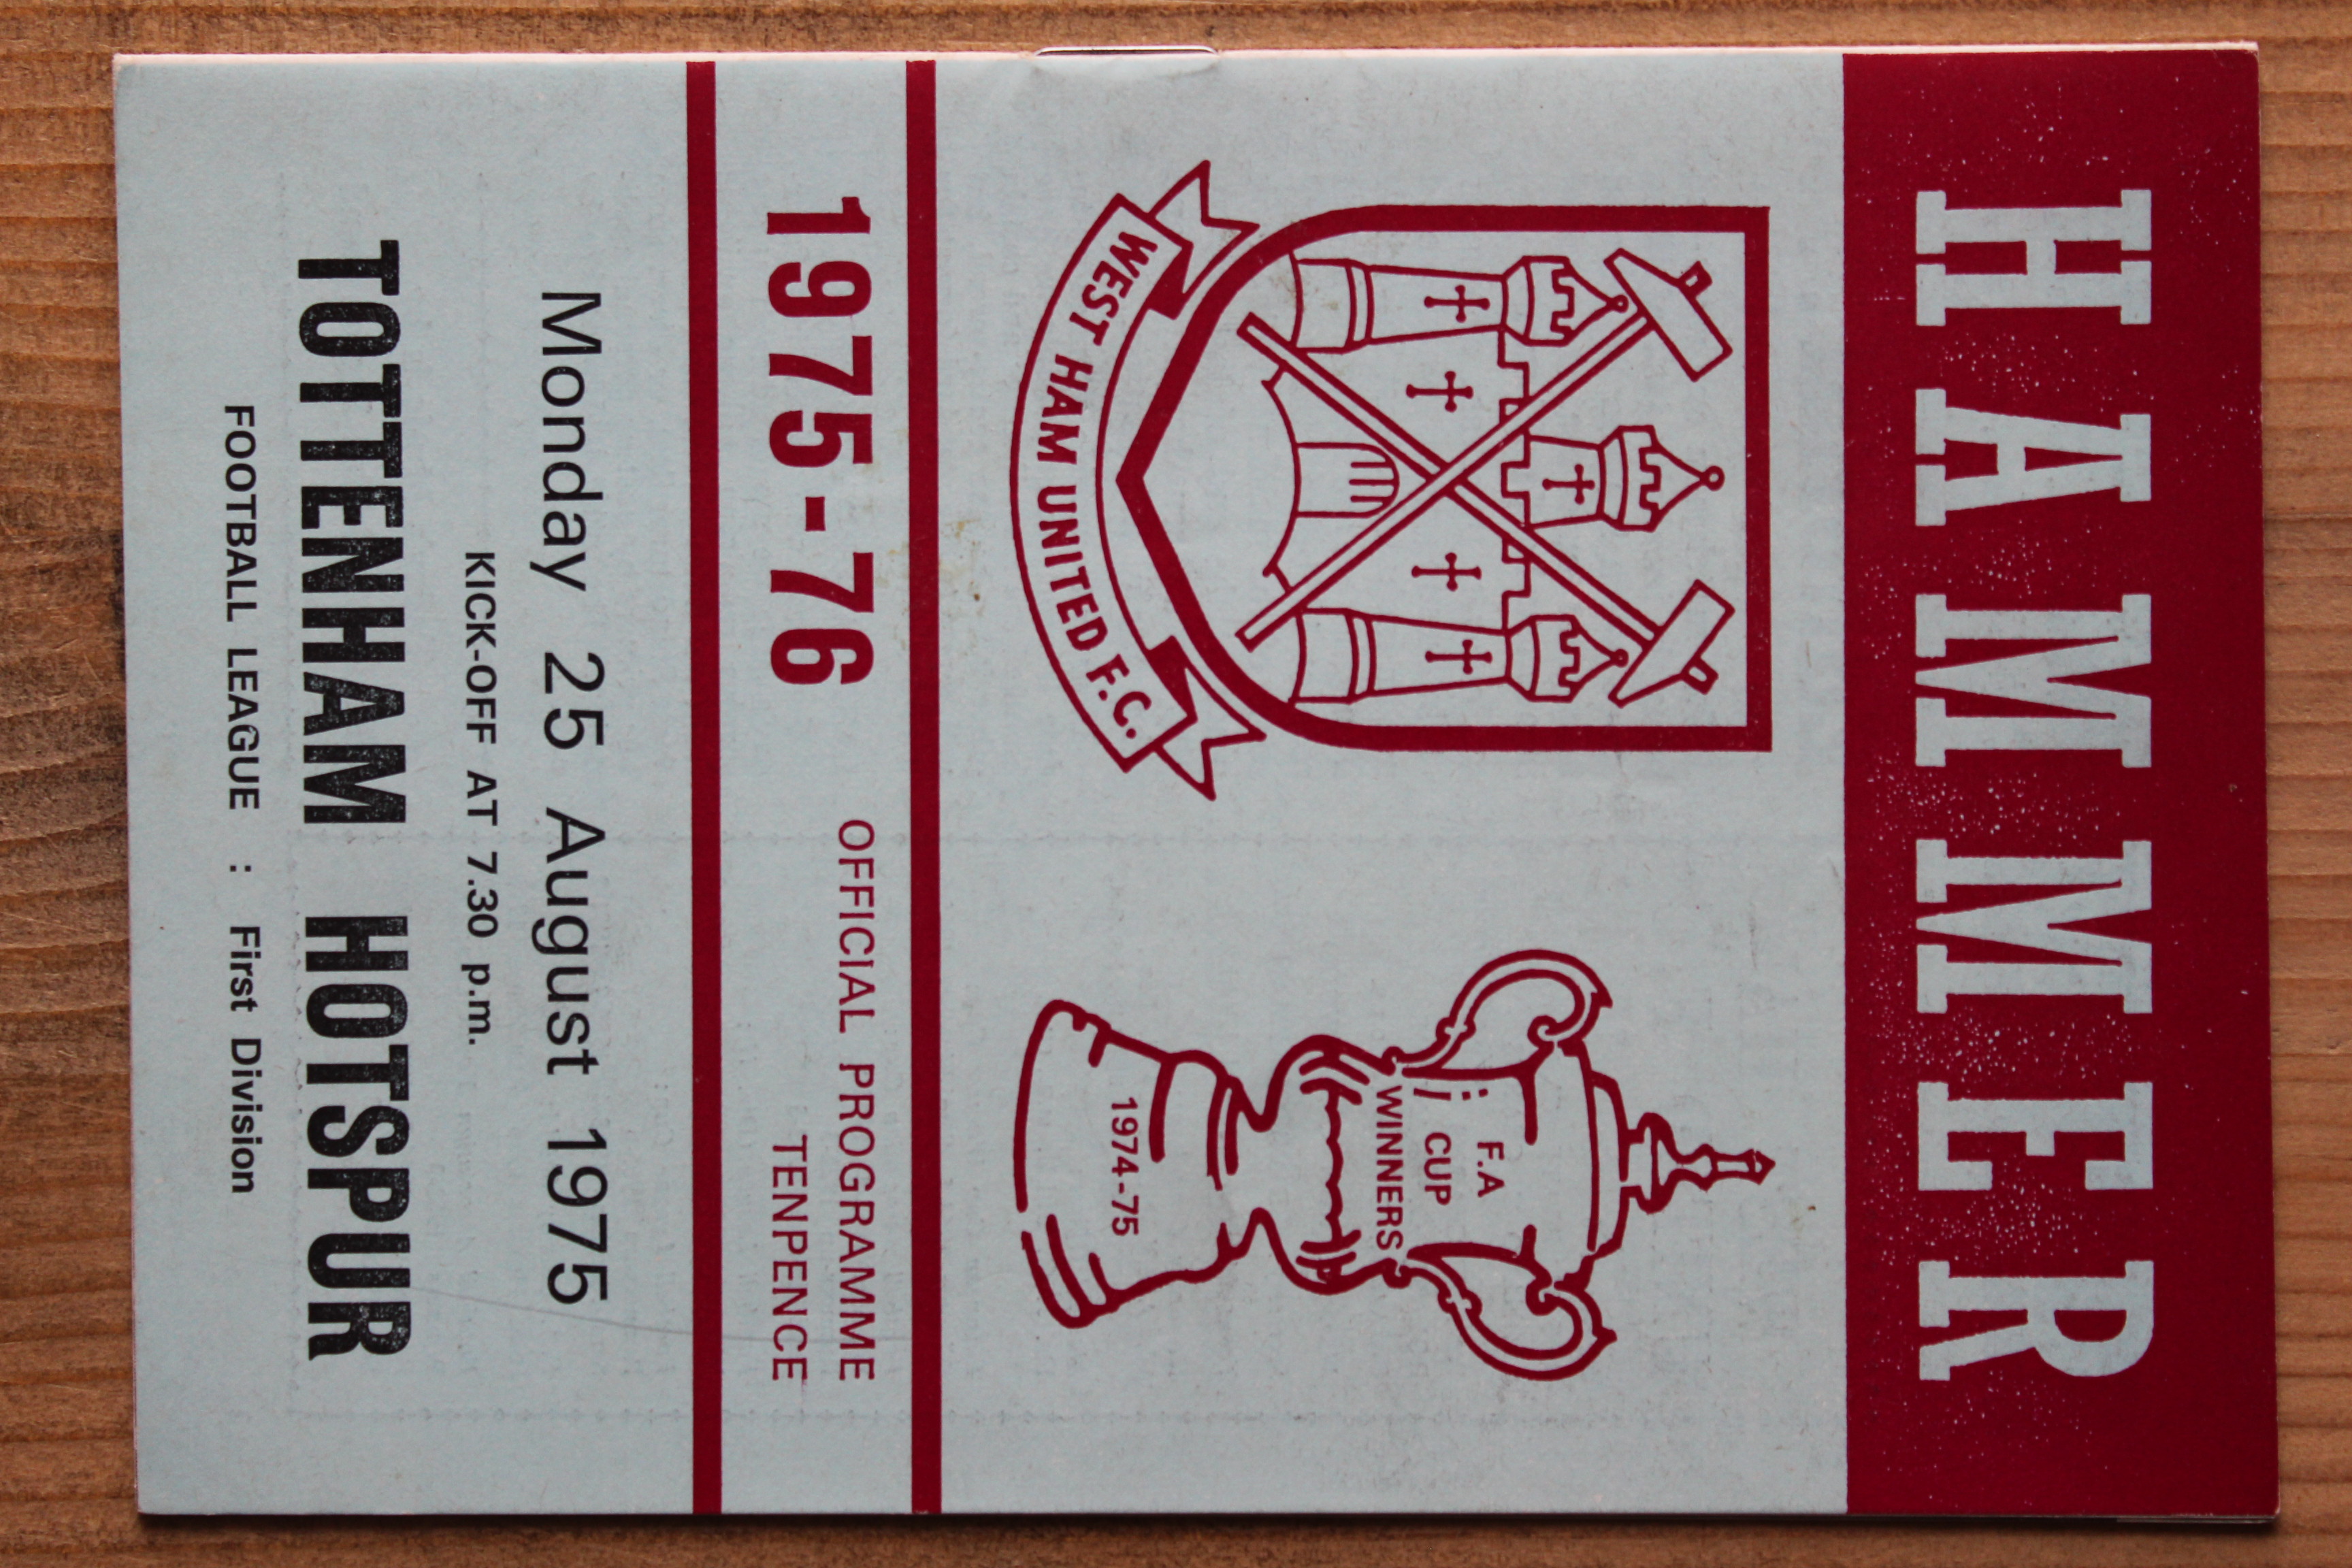 HAMMER
WEST HAM UNITED F.C.
F.A
CUP
WINNERS
1974-75
1975-76
OFFICIAL PROGRAMME
TENPENCE
Monday 25 August 1975
KICK-OFF AT 7.30 p.m.
TOTTENHAM HOTSPUR
FOOTBALL LEAGUE : First Division